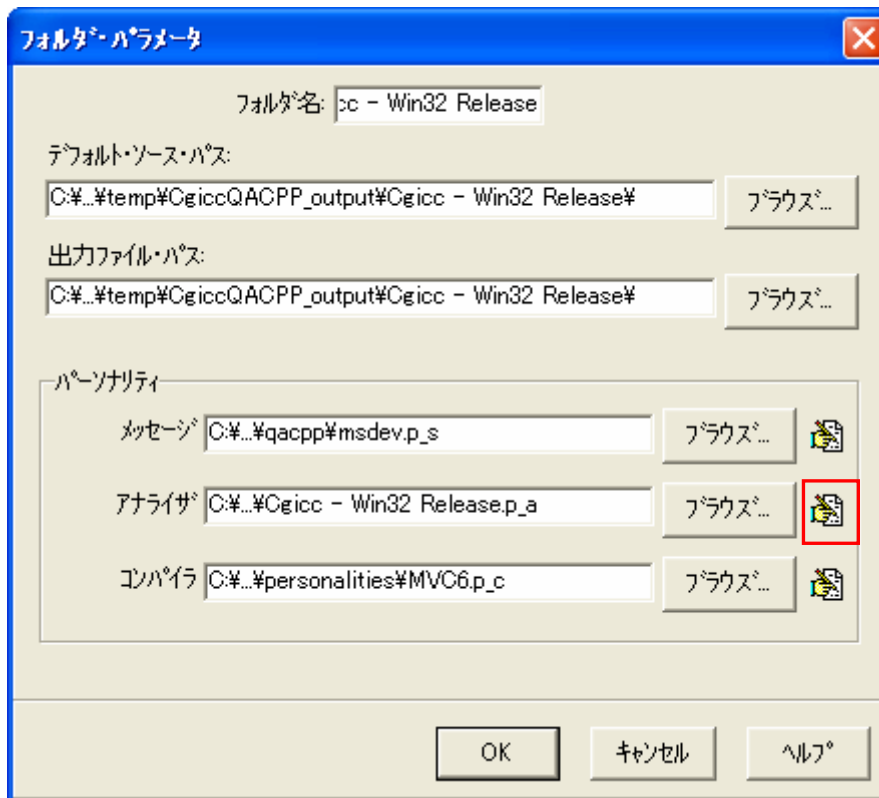 フォルダ・パラメータ
フォルダ名: cc - Win32 Release
デフォルト・ソース・パス:
C:¥...¥temp¥CgiccQACPP_output¥Cgicc - Win32 Release¥ ブラウズ...
出力ファイル・パス:
C:¥...¥temp¥CgiccQACPP_output¥Cgicc - Win32 Release¥ ブラウズ...
パーソナリティ
メッセージ C:¥...¥qacpp¥msdev.p_s ブラウズ...
アナライザ C:¥...¥Cgicc - Win32 Release.p_a ブラウズ...
コンパイラ C:¥...¥personalities¥MVC6.p_c ブラウズ...
OK キャンセル ヘルプ